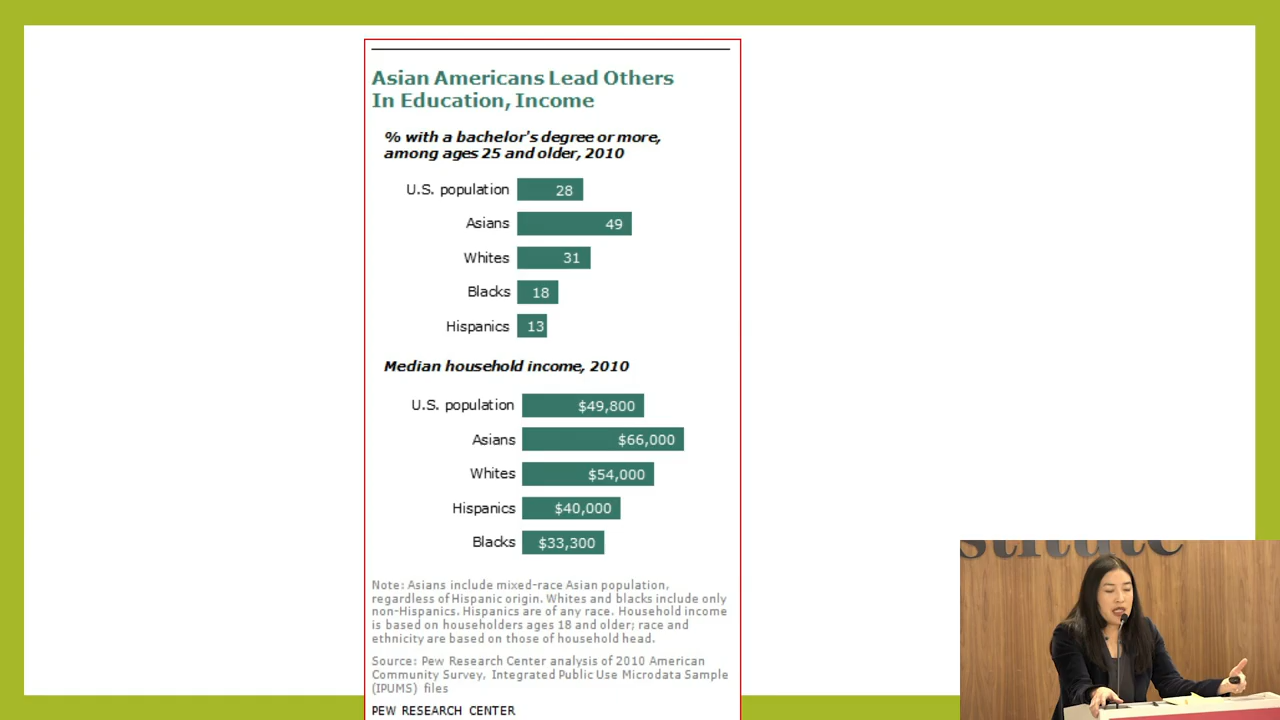 Asian Americans Lead Others
In Education, Income
% with a bachelor's degree or more,
among ages 25 and older, 2010
U.S. population 28
Asians 49
Whites 31
Blacks 18
Hispanics 13
Median household income, 2010
U.S. population $49,800
Asians $66,000
Whites $54,000
Hispanics $40,000
Blacks $33,300
Note: Asians include mixed-race Asian population,
regardless of Hispanic origin. Whites and blacks include only
non-Hispanics. Hispanics are of any race. Household income
is based on householders ages 18 and older; race and
ethnicity are based on those of household head.
Source: Pew Research Center analysis of 2010 American
Community Survey, Integrated Public Use Microdata Sample
(IPUMS) files
PEW RESEARCH CENTER